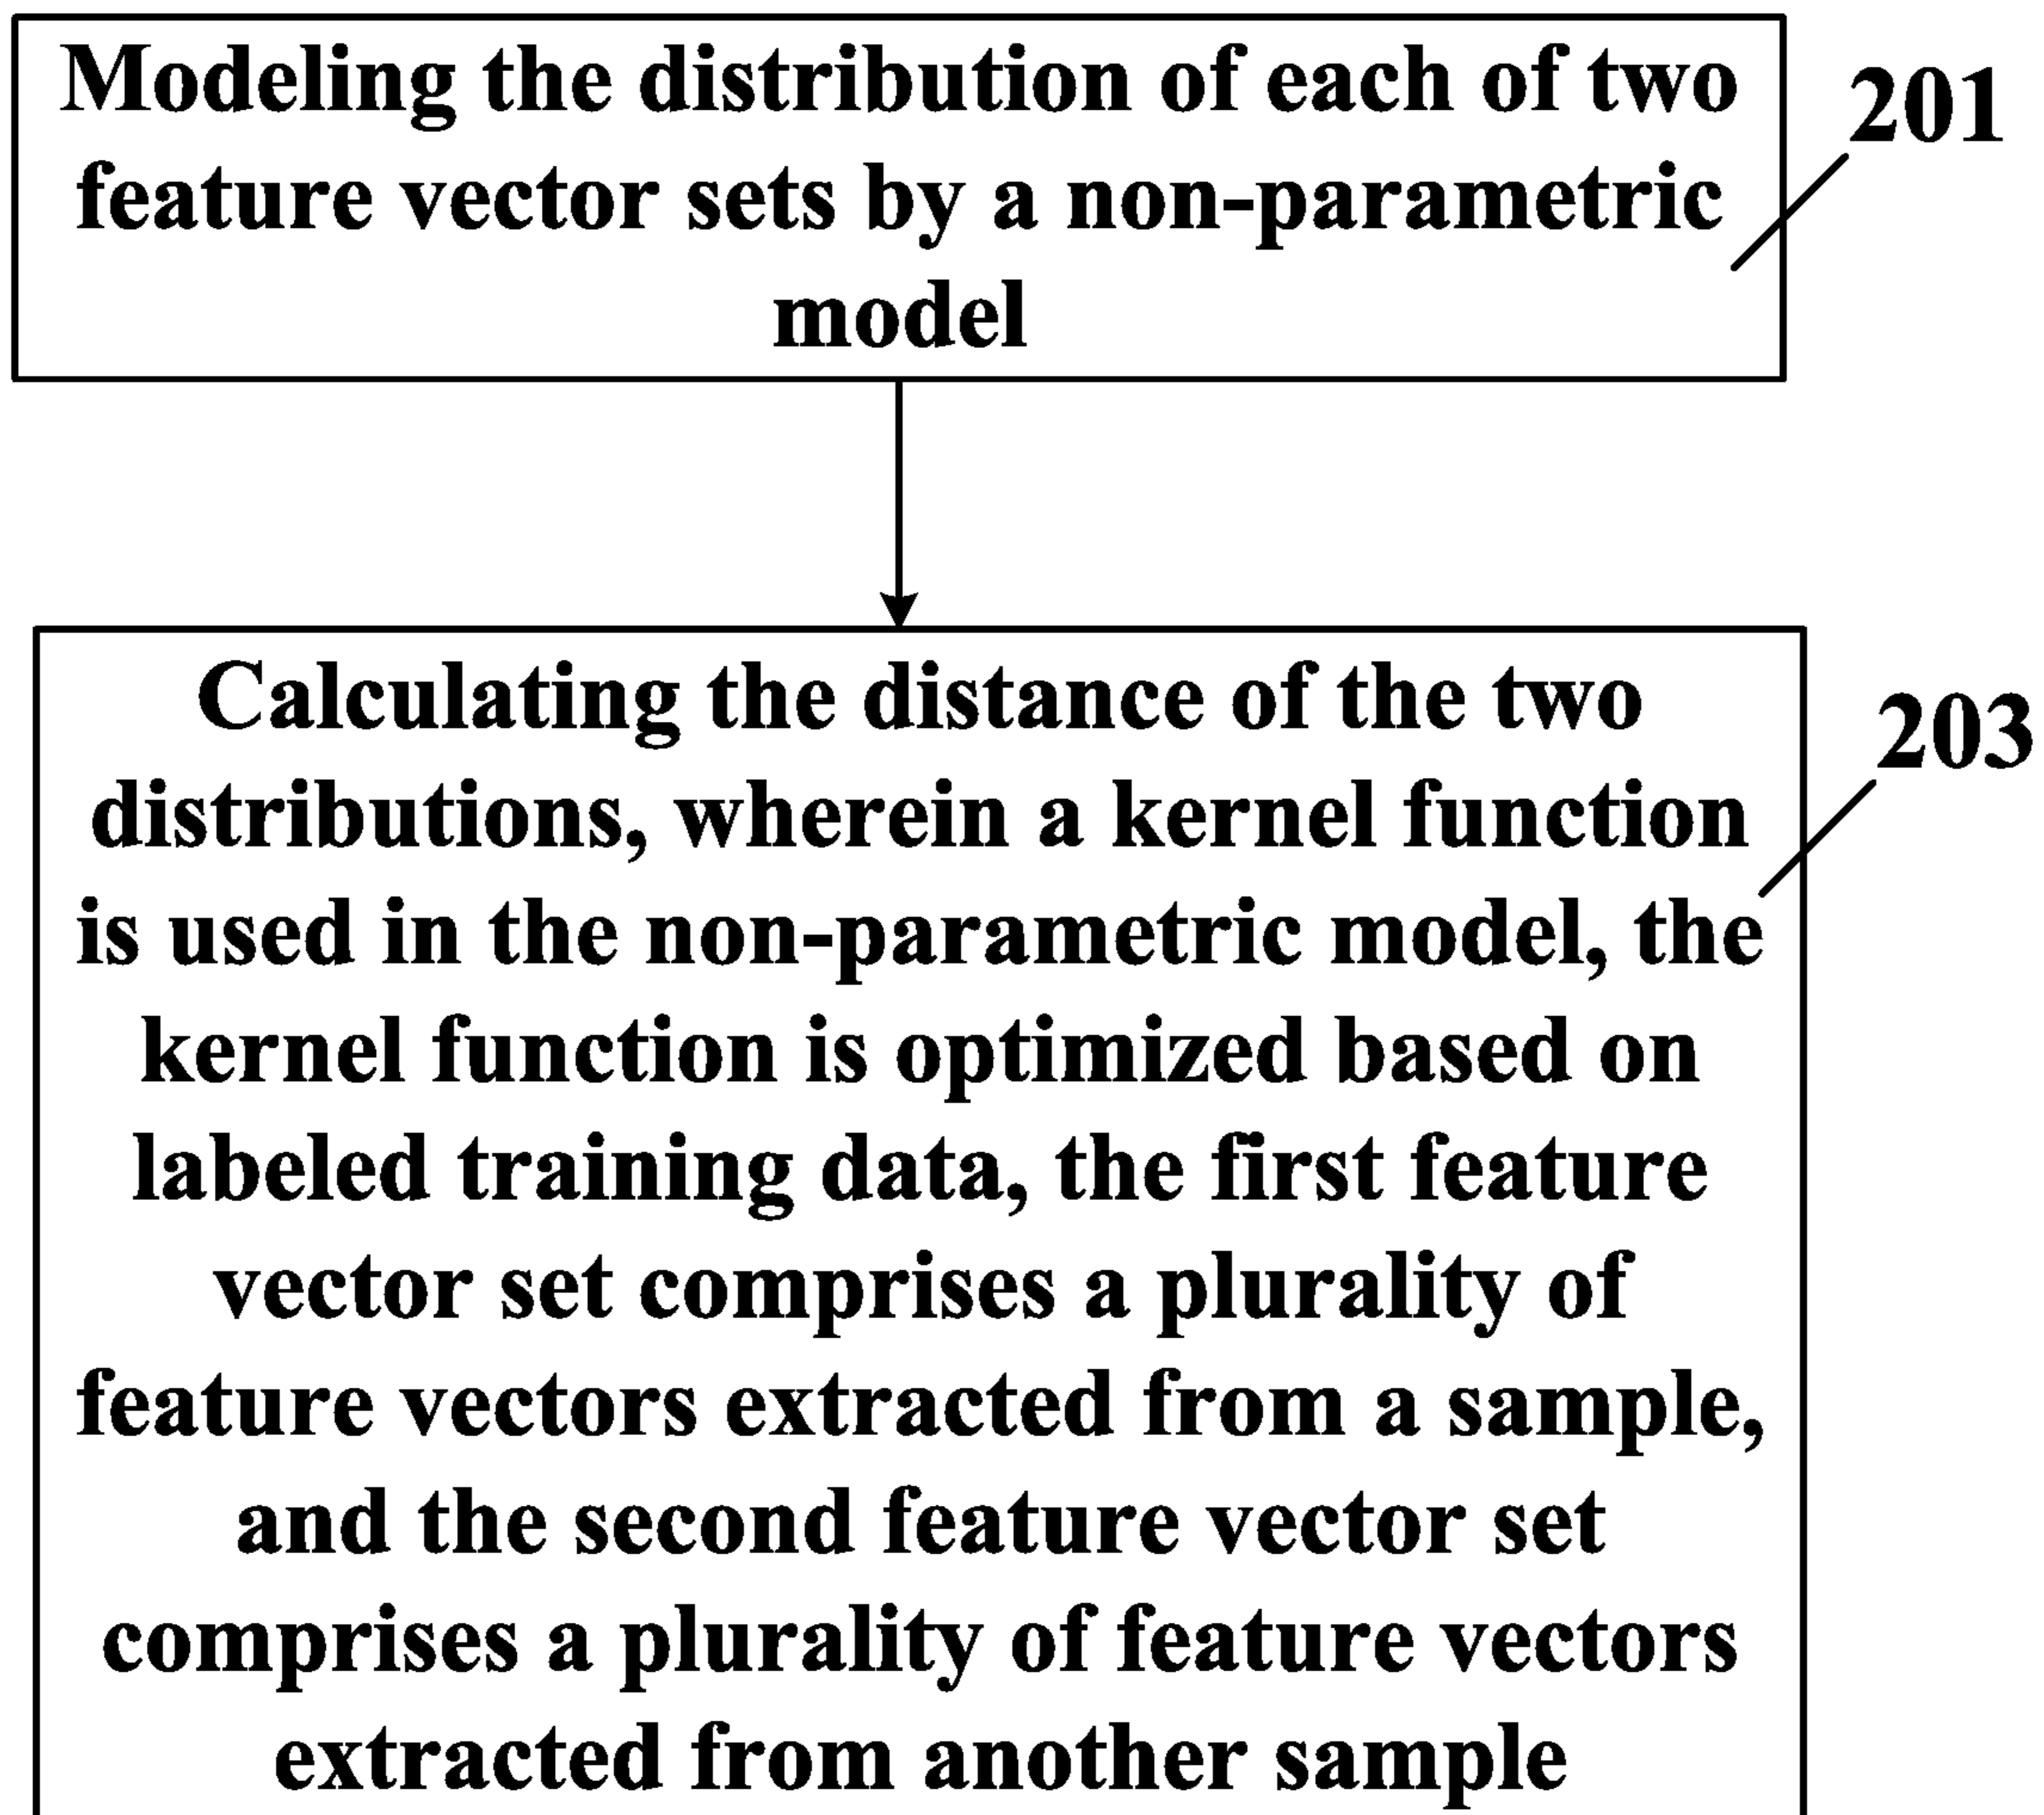 Modeling the distribution of each of two
feature vector sets by a non-parametric
model
201
Calculating the distance of the two
distributions, wherein a kernel function
is used in the non-parametric model, the
kernel function is optimized based on
labeled training data, the first feature
vector set comprises a plurality of
feature vectors extracted from a sample,
and the second feature vector set
comprises a plurality of feature vectors
extracted from another sample
203